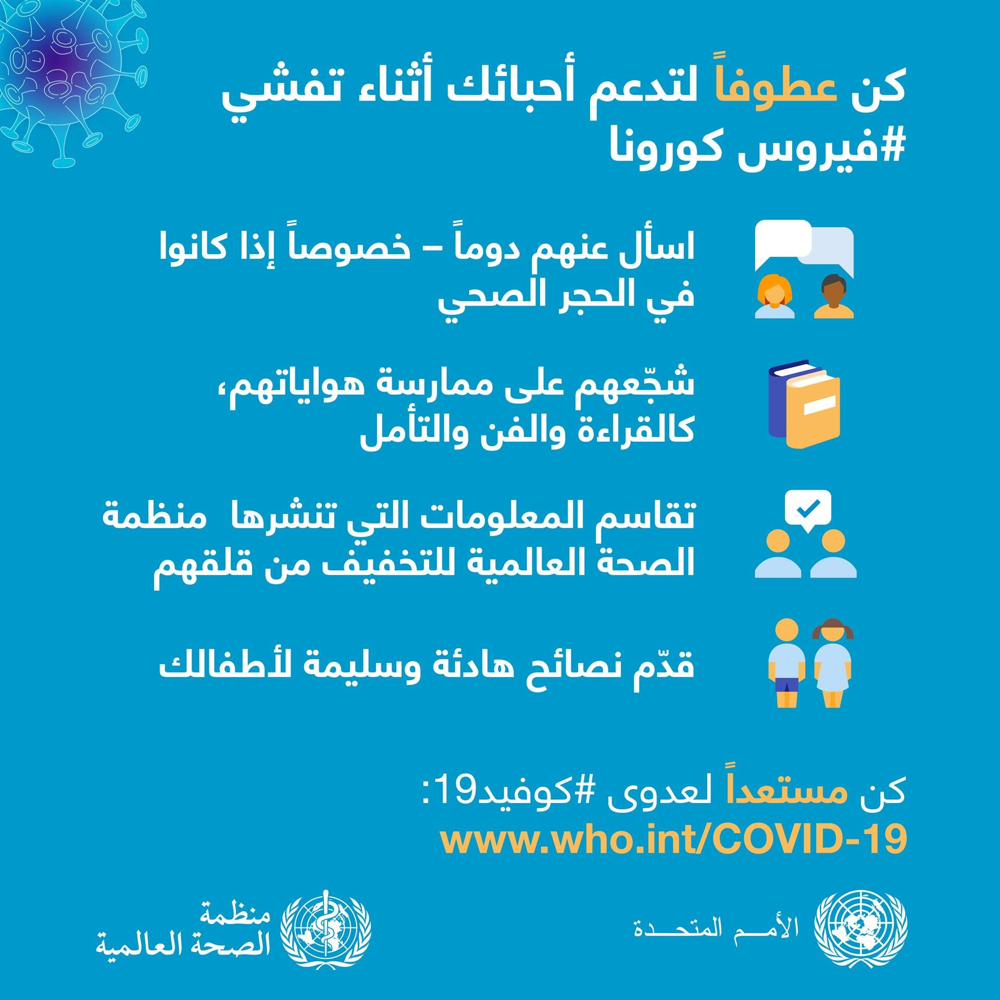 كن عطوفاً لتدعم أحبائك أثناء تفشي
#فيروس كورونا
اسأل عنهم دوماً – خصوصاً إذا كانوا
في الحجر الصحي
شجّعهم على ممارسة هواياتهم،
كالقراءة والفن والتأمل
تقاسم المعلومات التي تنشرها منظمة
الصحة العالمية للتخفيف من قلقهم
قدّم نصائح هادئة وسليمة لأطفالك
كن مستعداً لعدوى #كوفيد19:
www.who.int/COVID-19
الأمم المتحدة
منظمة
الصحة العالمية